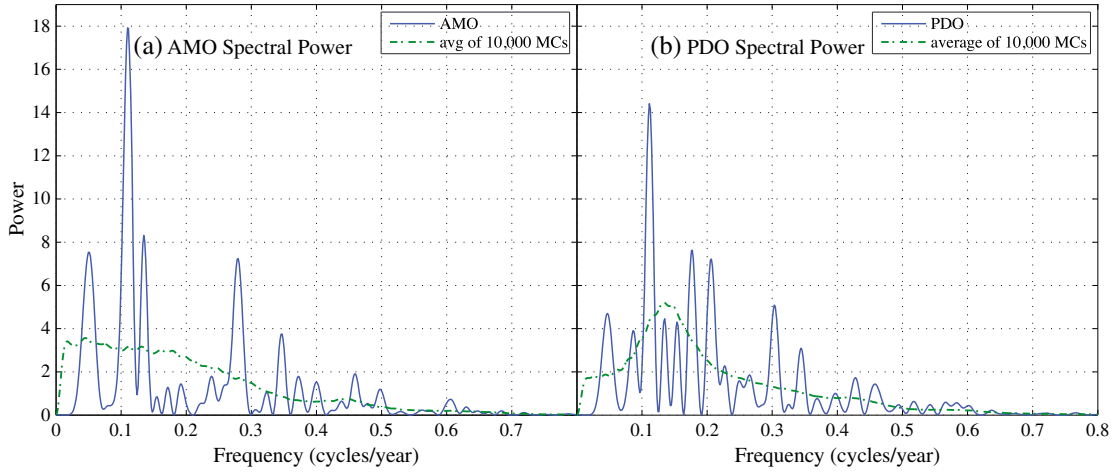 (a) AMO Spectral Power
AMO
avg of 10,000 MCs
(b) PDO Spectral Power
PDO
average of 10,000 MCs
Power
18
16
14
12
10
8
6
4
2
0
0 0.1 0.2 0.3 0.4 0.5 0.6 0.7
0.1 0.2 0.3 0.4 0.5 0.6 0.7 0.8
Frequency (cycles/year)
Frequency (cycles/year)